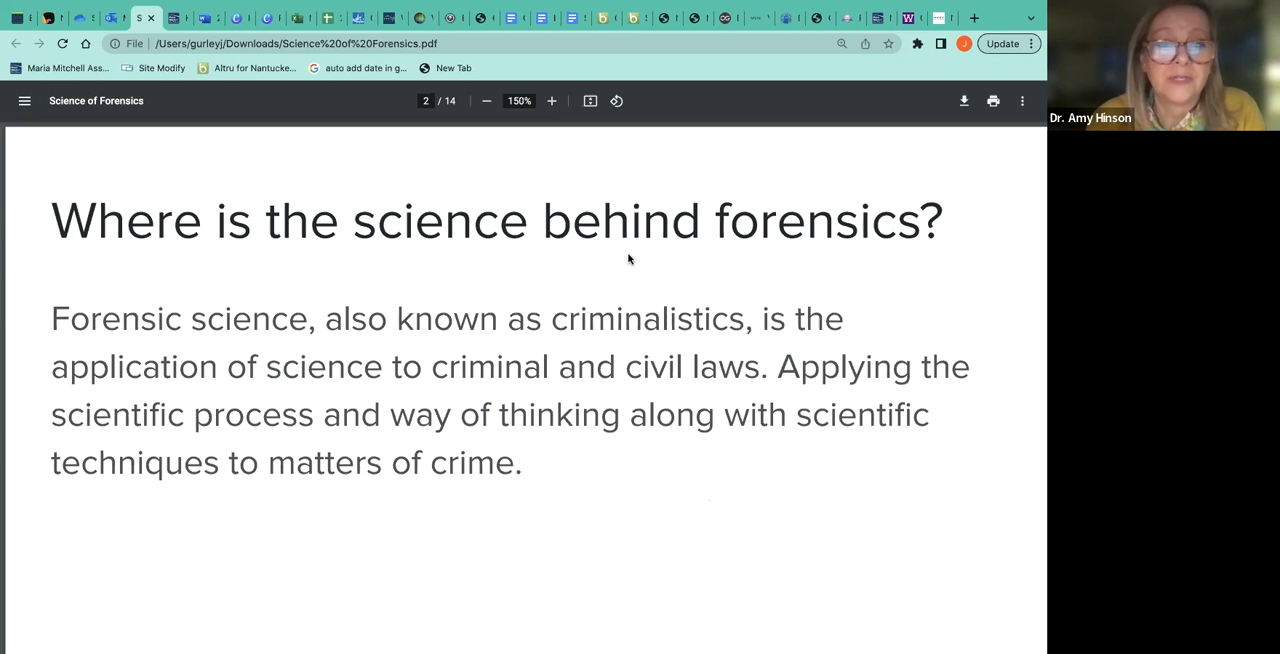 File | /Users/gurleyj/Downloads/Science%20of%20Forensics.pdf
Update
Maria Mitchell Ass... Site Modify Altru for Nantucke... auto add date in g... New Tab
Science of Forensics 2 / 14 150%
Dr. Amy Hinson
Where is the science behind forensics?
Forensic science, also known as criminalistics, is the
application of science to criminal and civil laws. Applying the
scientific process and way of thinking along with scientific
techniques to matters of crime.